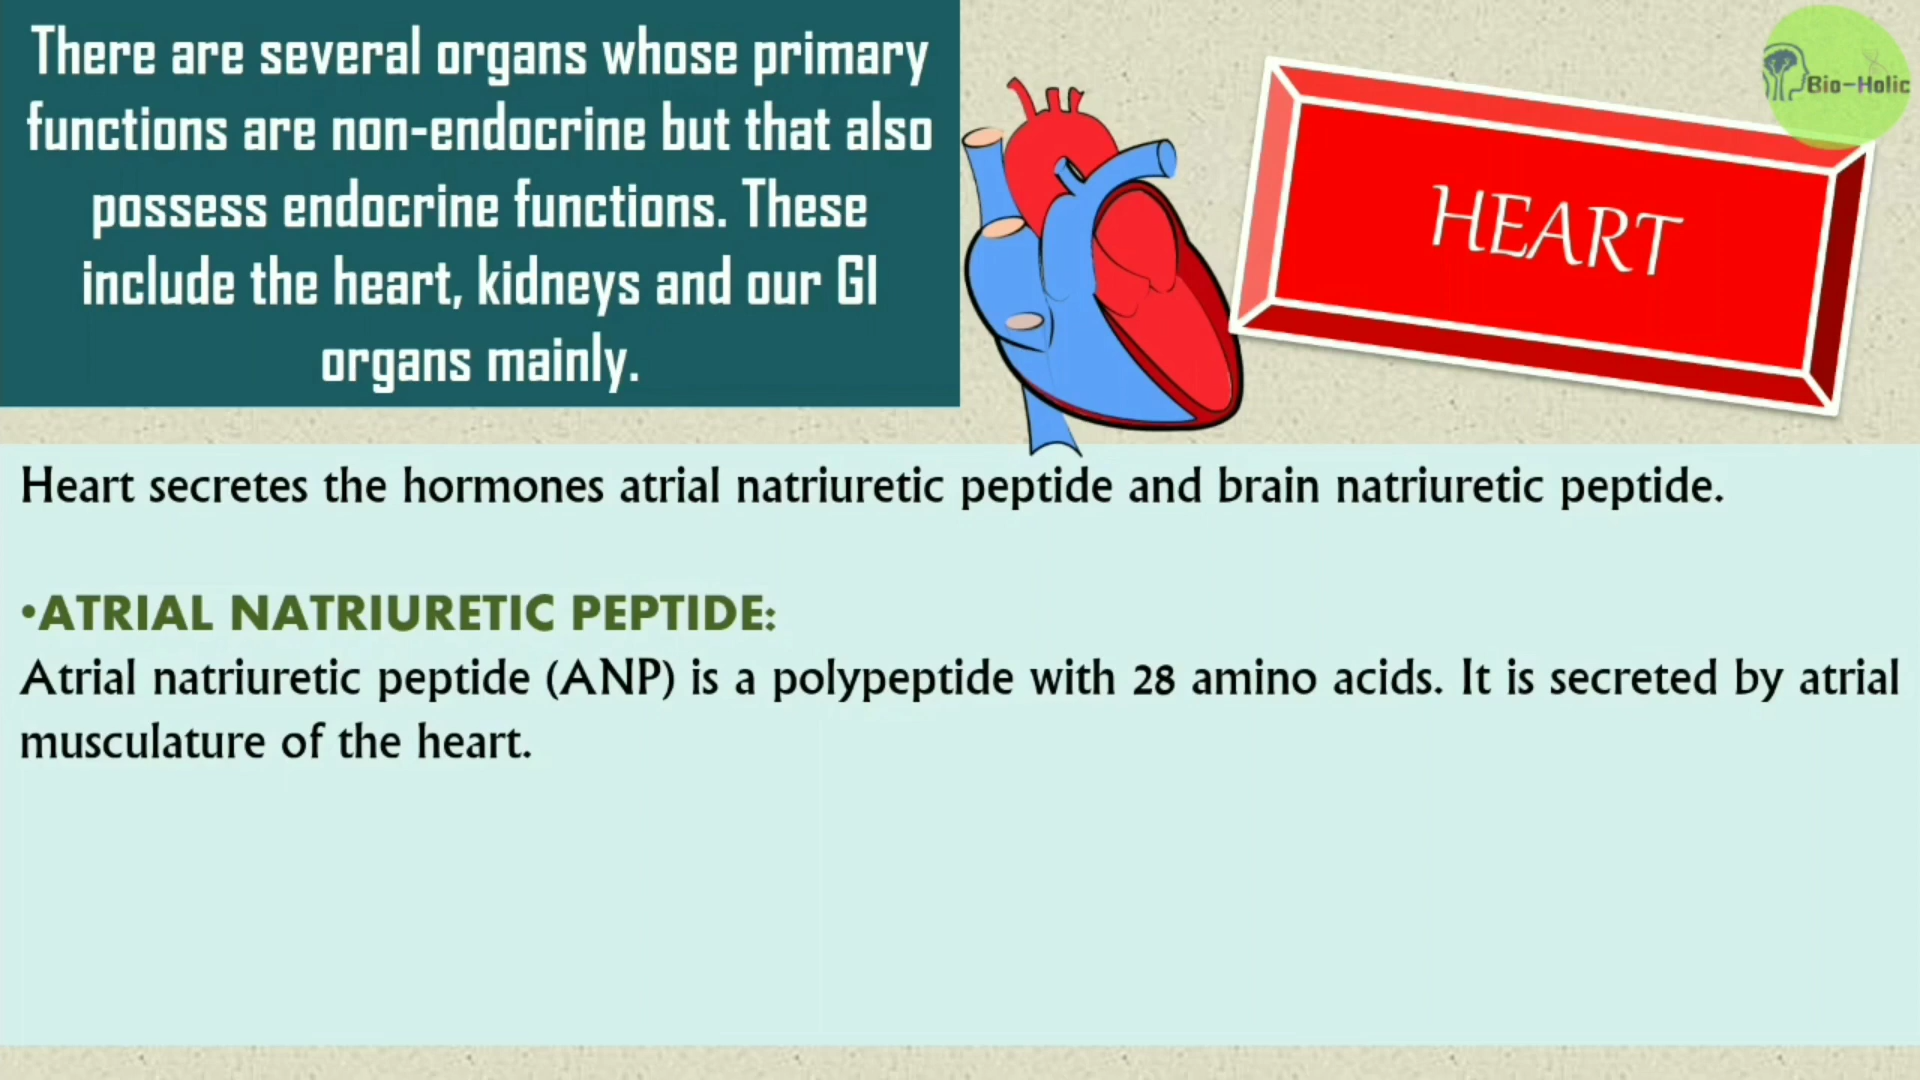 There are several organs whose primary
functions are non-endocrine but that also
possess endocrine functions. These
include the heart, kidneys and our GI
organs mainly.
HEART
Bio-Holic
Heart secretes the hormones atrial natriuretic peptide and brain natriuretic peptide.
•ATRIAL NATRIURETIC PEPTIDE:
Atrial natriuretic peptide (ANP) is a polypeptide with 28 amino acids. It is secreted by atrial
musculature of the heart.